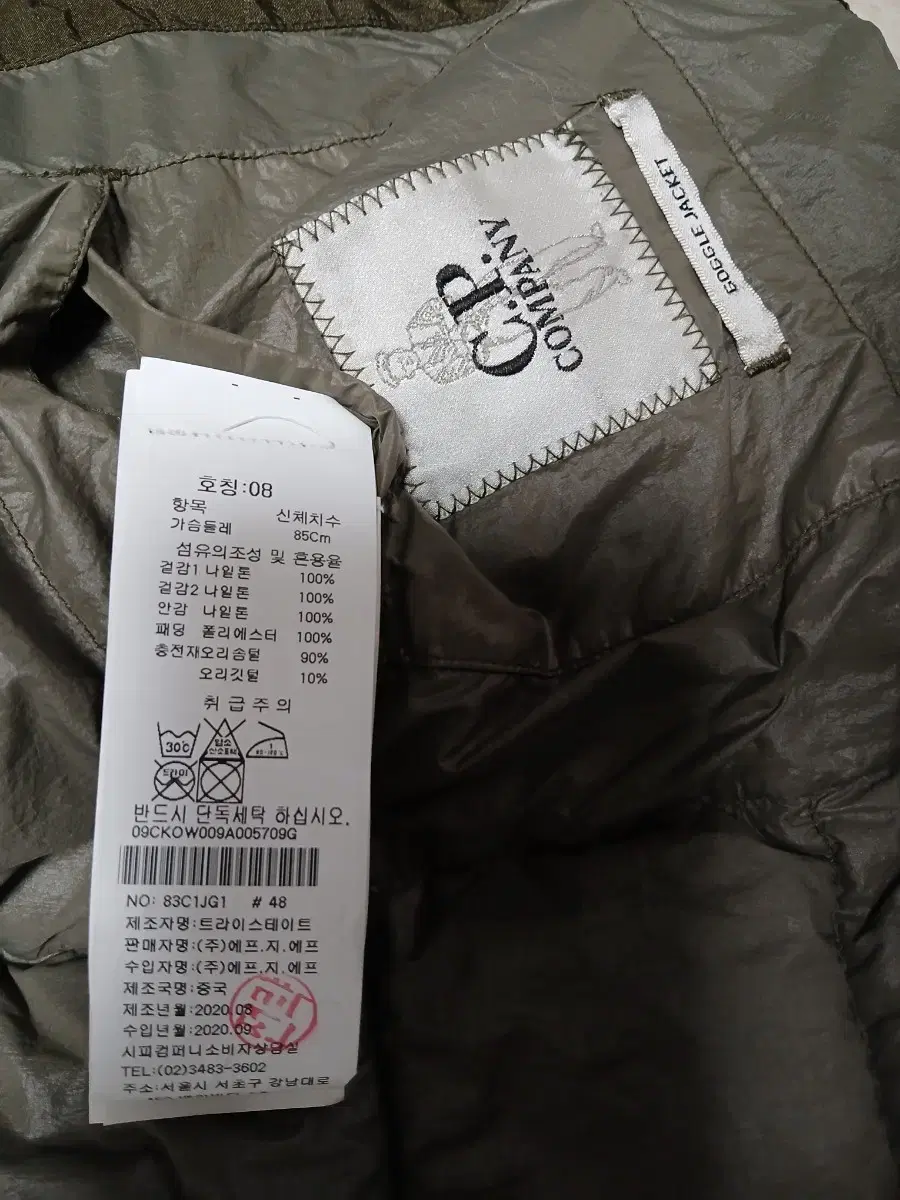 C.P.
COMPANY
GOGGLE JACKET
호칭:08
항목 신체치수
가슴둘레 85Cm
섬유의조성 및 혼용율
겉감1 나일론 100%
겉감2 나일론 100%
안감 나일론 100%
패딩 폴리에스터 100%
충전재오리솜털 90%
오리깃털 10%
취 급 주 의
30℃
드라이
반드시 단독세탁 하십시오.
09CKOW009A005709G
NO: 83C1JG1 # 48
제조자명:트라이스테이트
판매자명:(주)에프.지.에프
수입자명:(주)에프.지.에프
제조국명:중국
제조년월:2020.08
수입년월:2020.09
시피컴퍼니소비자상담실
TEL:(02)3483-3602
주소:서울시 서초구 강남대로